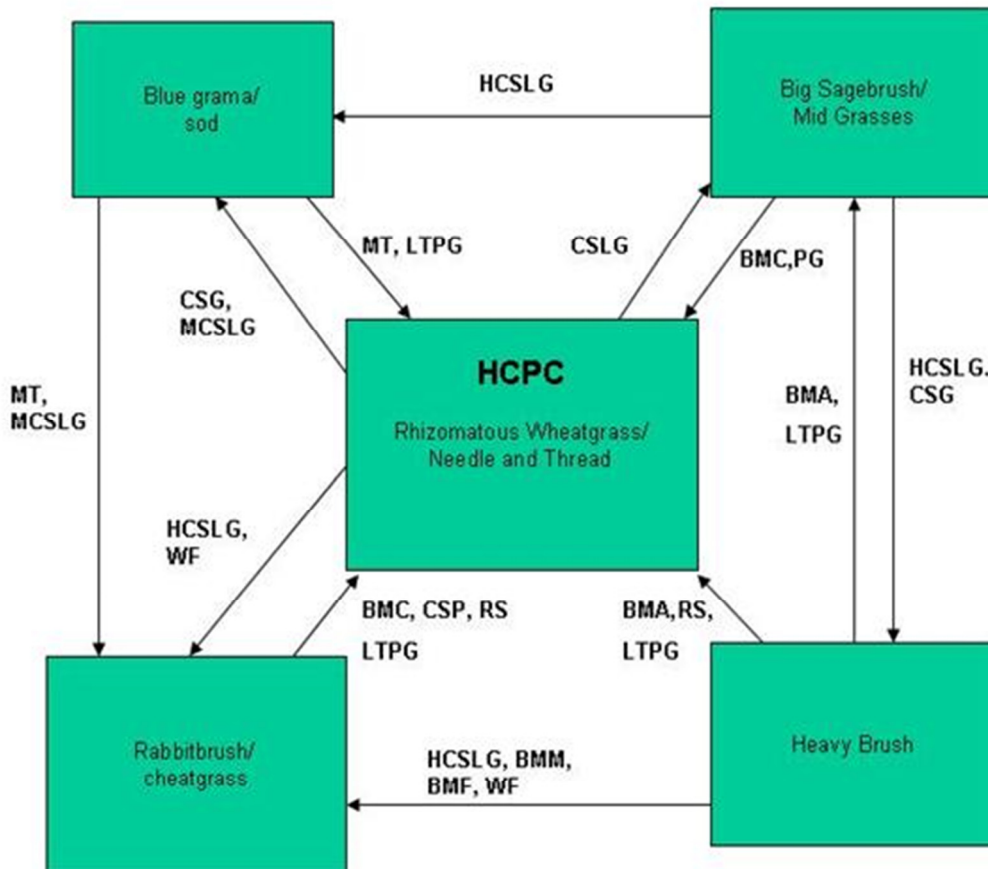 Blue grama/
sod
HCSLG
Big Sagebrush/
Mid Grasses
MT, LTPG
CSLG
BMC,PG
CSG,
MCSLG
HCPC
Rhizomatous Wheatgrass/
Needle and Thread
MT,
MCSLG
BMA,
LTPG
HCSLG.
CSG
HCSLG,
WF
BMC, CSP, RS
LTPG
BMA,RS,
LTPG
Rabbitbrush/
cheatgrass
HCSLG, BMM,
BMF, WF
Heavy Brush